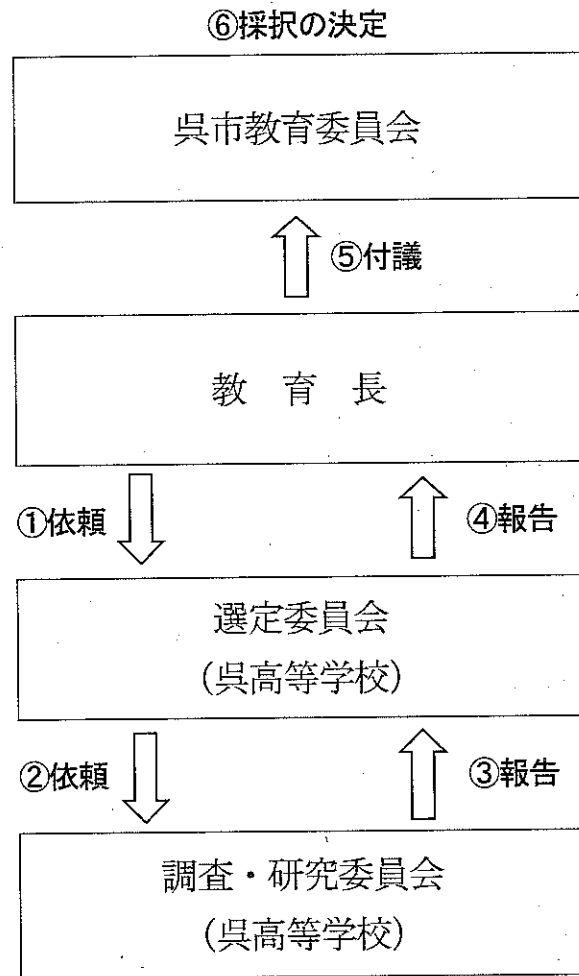 ⑥採択の決定
呉市教育委員会
⑤付議
教 育 長
①依頼
④報告
選定委員会
(呉高等学校)
②依頼
③報告
調査・研究委員会
(呉高等学校)